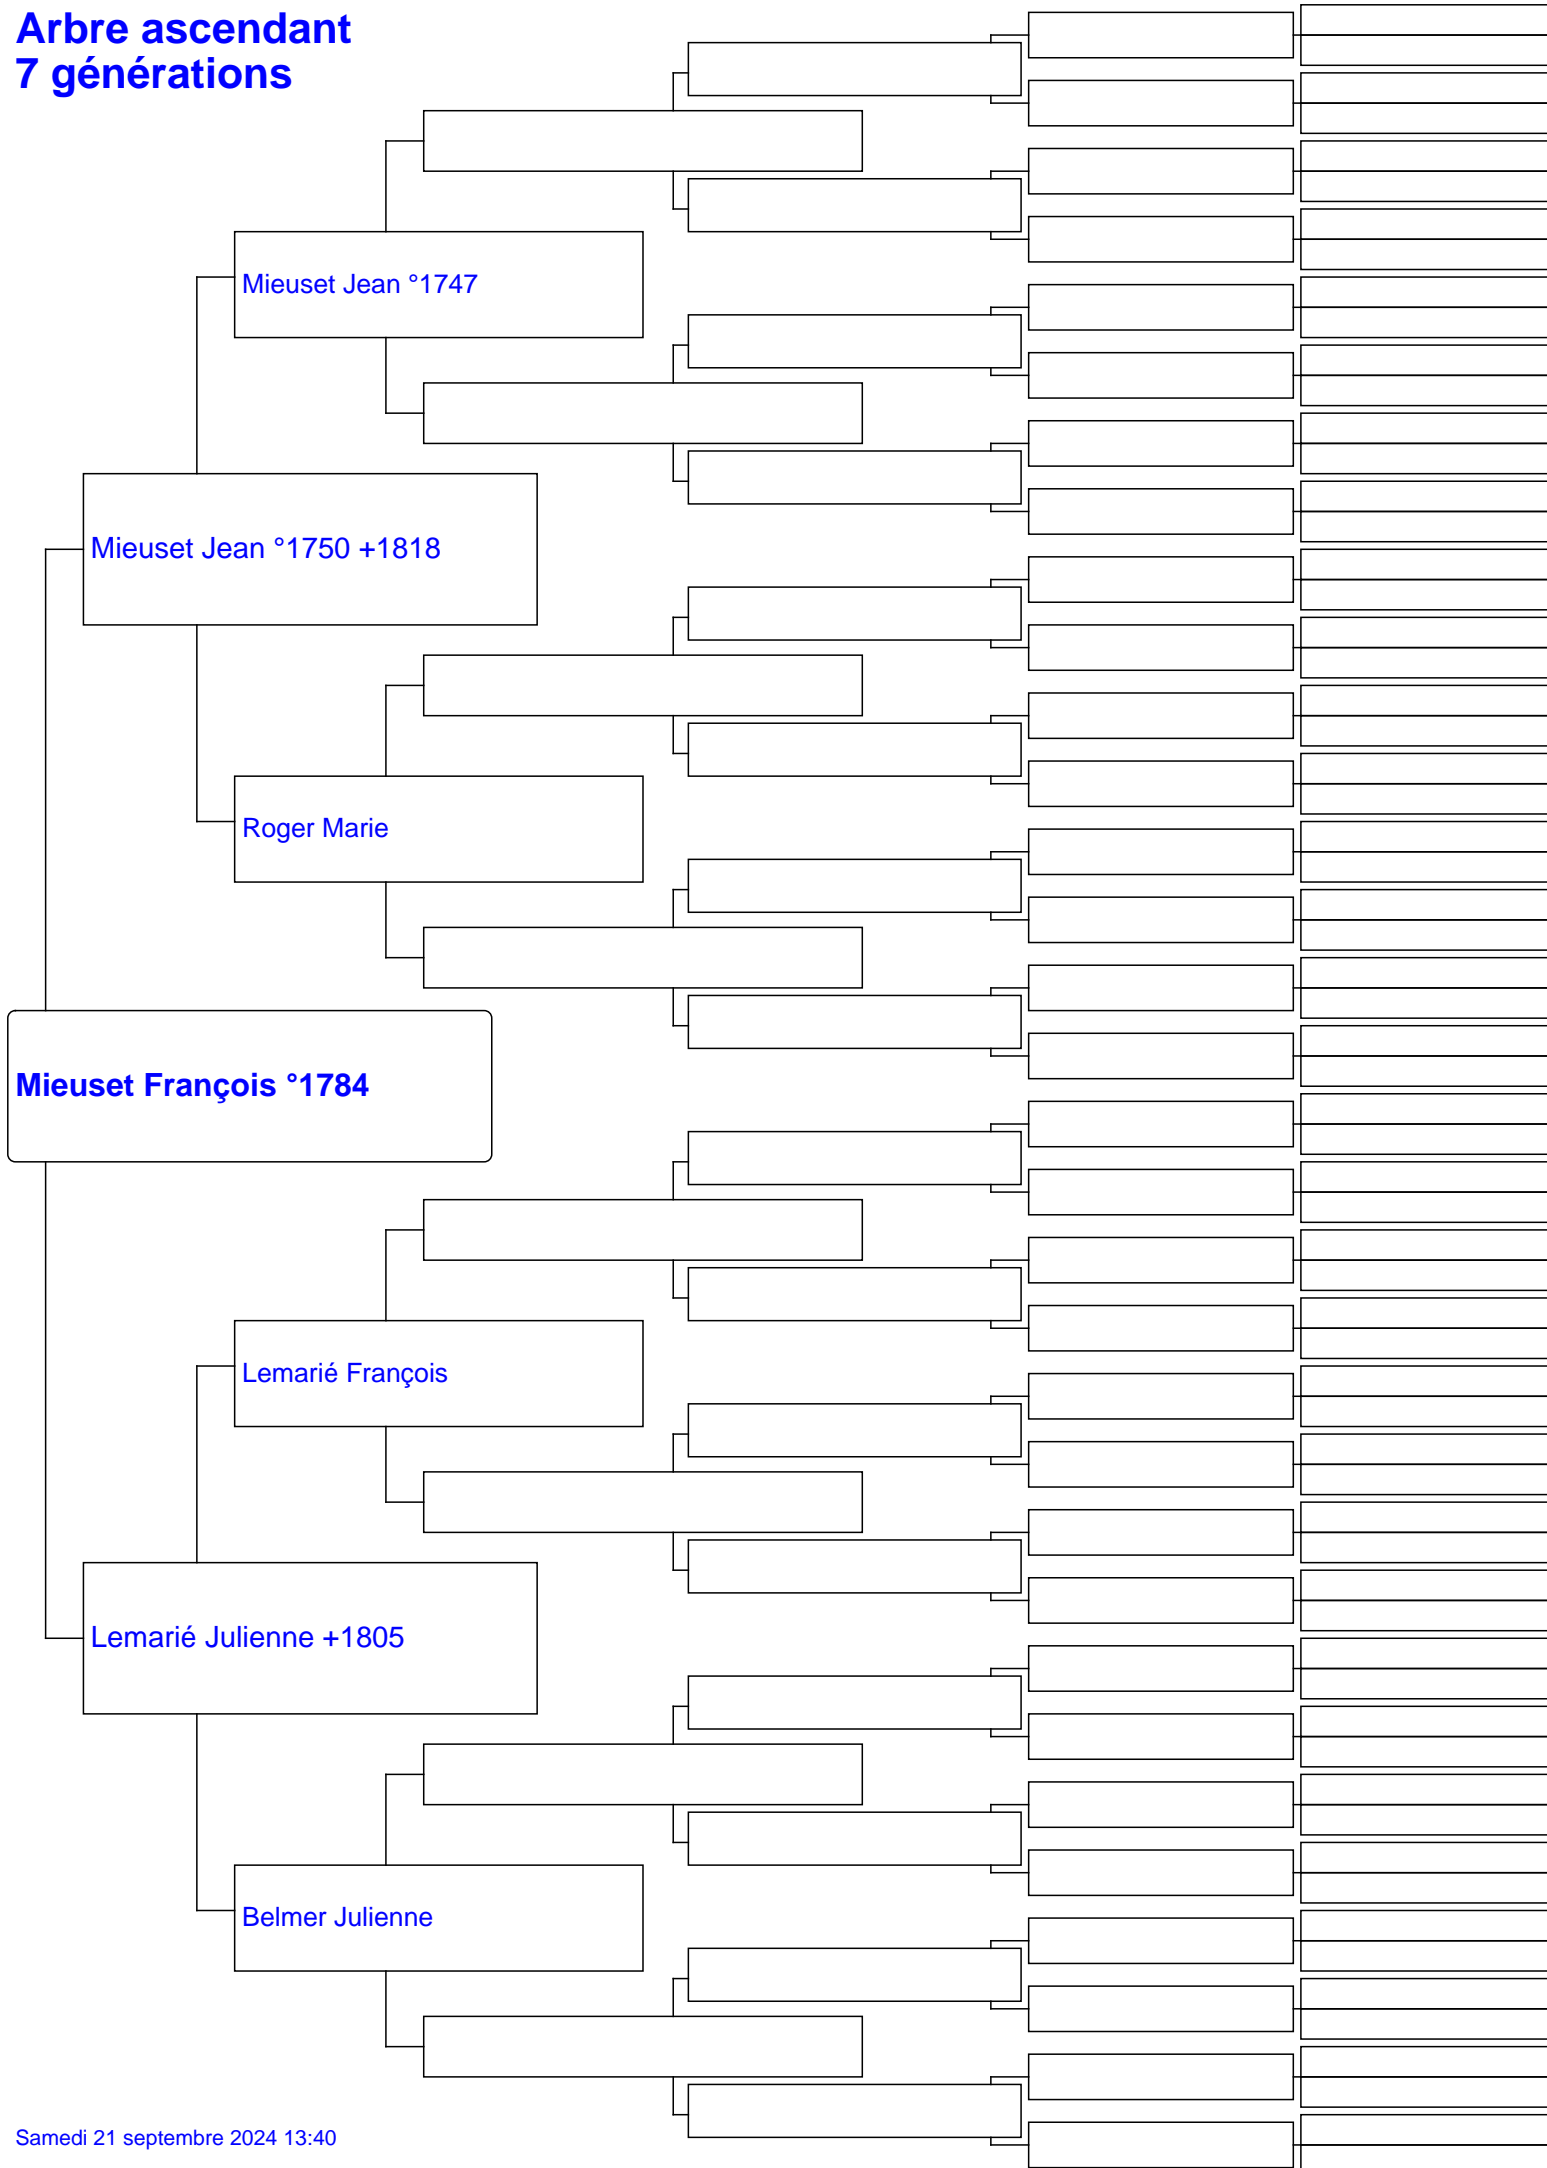 Arbre ascendant
7 générations
Mieuset Jean °1747
Mieuset Jean °1750 +1818
Roger Marie
Mieuset François °1784
Lemarié François
Lemarié Julienne +1805
Belmer Julienne
Samedi 21 septembre 2024 13:40